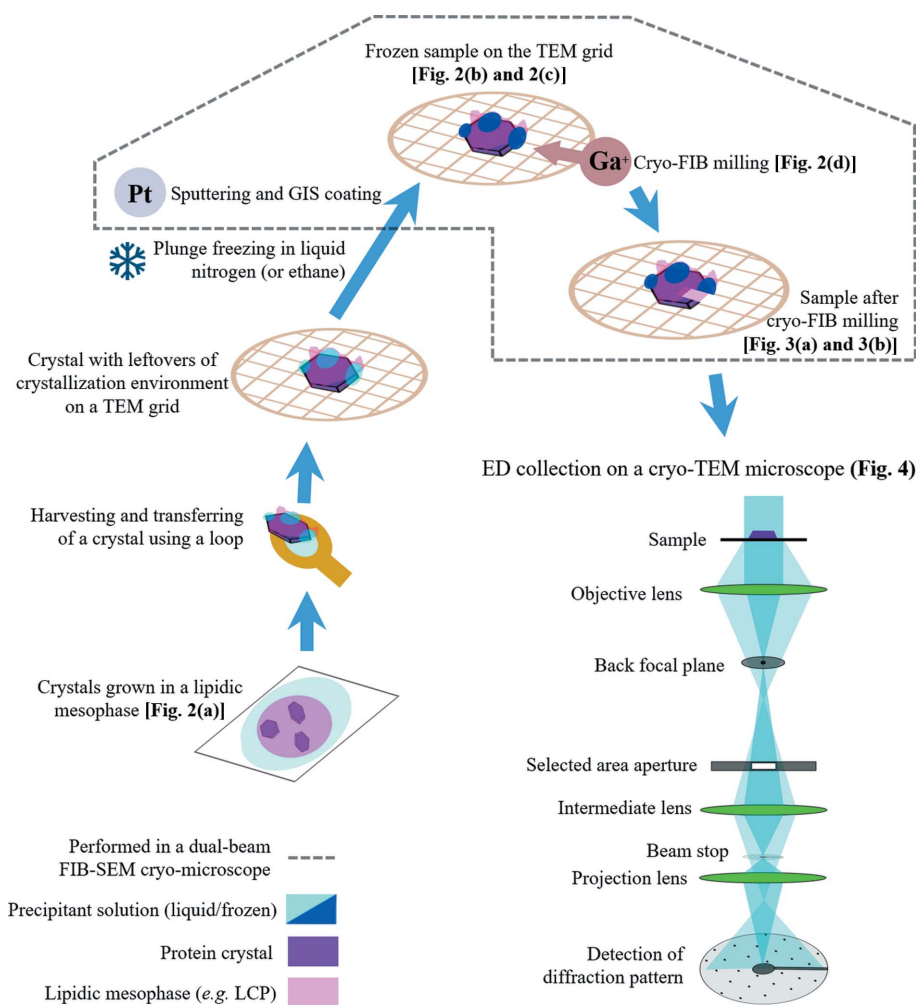 Frozen sample on the TEM grid
[Fig. 2(b) and 2(c)]
Ga+
Cryo-FIB milling [Fig. 2(d)]
Pt
Sputtering and GIS coating
Plunge freezing in liquid
nitrogen (or ethane)
Sample after
cryo-FIB milling
[Fig. 3(a) and 3(b)]
Crystal with leftovers of
crystallization environment
on a TEM grid
Harvesting and transferring
of a crystal using a loop
Crystals grown in a lipidic
mesophase [Fig. 2(a)]
ED collection on a cryo-TEM microscope (Fig. 4)
Sample
Objective lens
Back focal plane
Selected area aperture
Intermediate lens
Beam stop
Projection lens
Detection of
diffraction pattern
Performed in a dual-beam
FIB-SEM cryo-microscope
Precipitant solution (liquid/frozen)
Protein crystal
Lipidic mesophase (e.g. LCP)